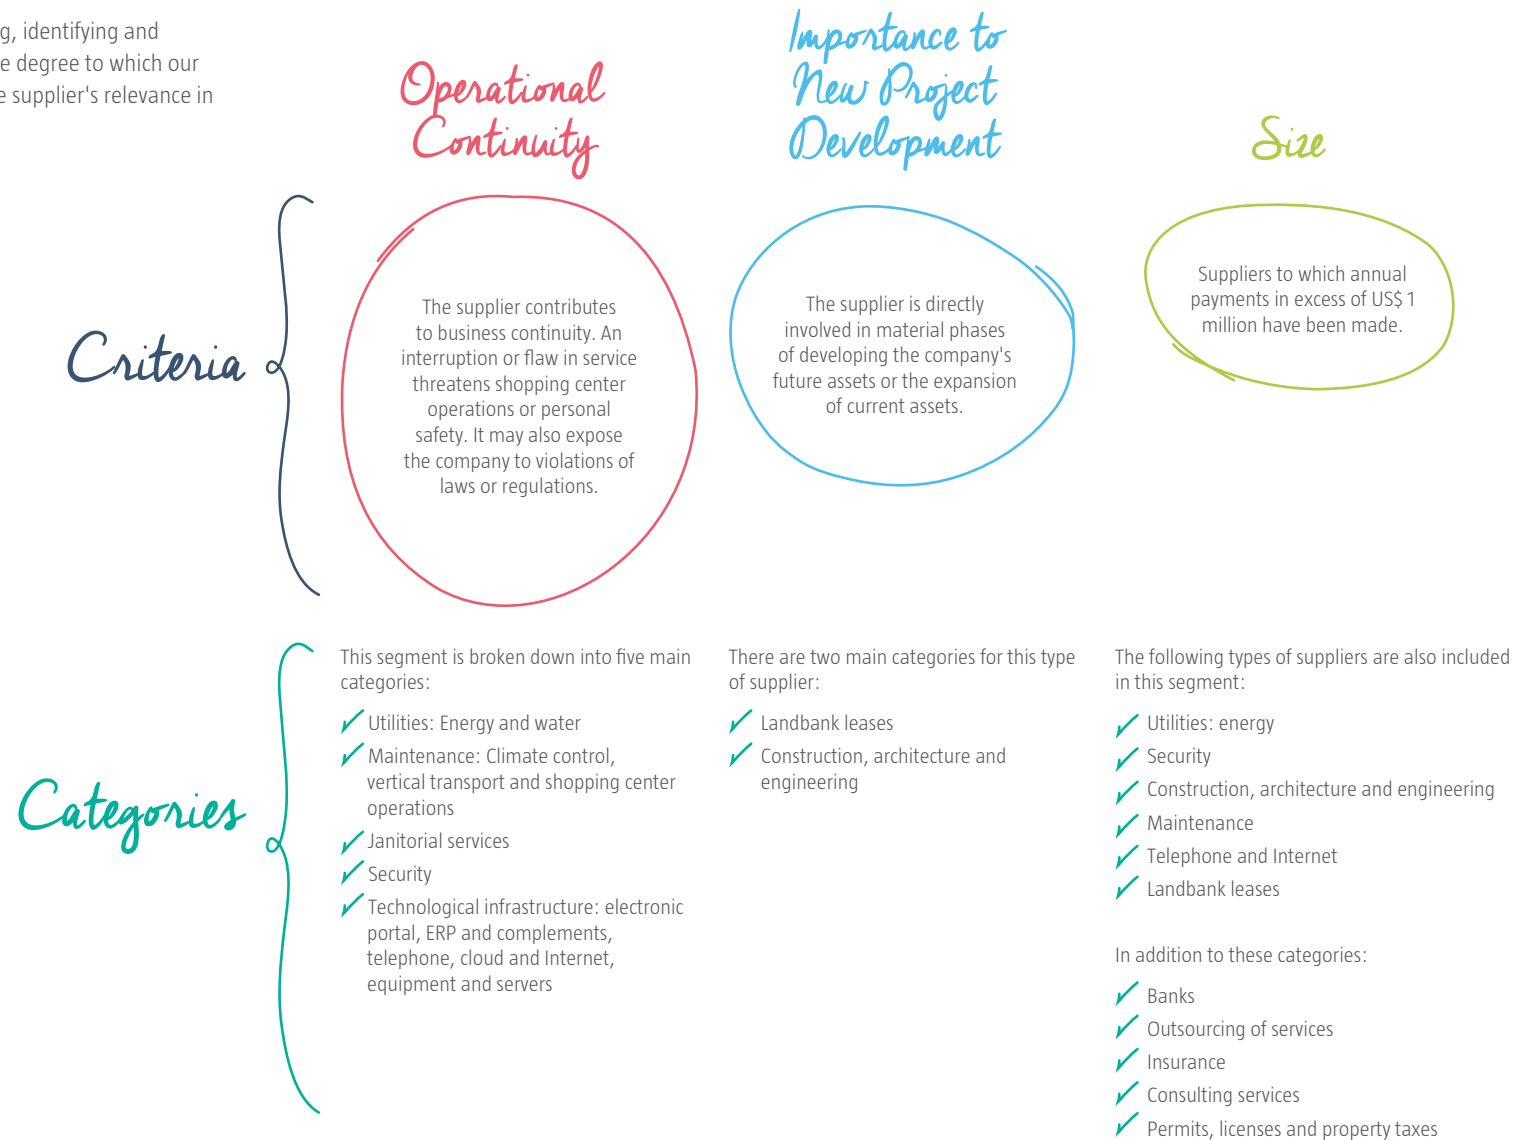 g, identifying and
e degree to which our
e supplier's relevance in
Operational
Continuity
Importance to
New Project
Development
Size
Criteria
The supplier contributes
to business continuity. An
interruption or flaw in service
threatens shopping center
operations or personal
safety. It may also expose
the company to violations of
laws or regulations.
The supplier is directly
involved in material phases
of developing the company's
future assets or the expansion
of current assets.
Suppliers to which annual
payments in excess of US$ 1
million have been made.
Categories
This segment is broken down into five main
categories:
Utilities: Energy and water
Maintenance: Climate control,
vertical transport and shopping center
operations
Janitorial services
Security
Technological infrastructure: electronic
portal, ERP and complements,
telephone, cloud and Internet,
equipment and servers
There are two main categories for this type
of supplier:
Landbank leases
Construction, architecture and
engineering
The following types of suppliers are also included
in this segment:
Utilities: energy
Security
Construction, architecture and engineering
Maintenance
Telephone and Internet
Landbank leases
In addition to these categories:
Banks
Outsourcing of services
Insurance
Consulting services
Permits, licenses and property taxes